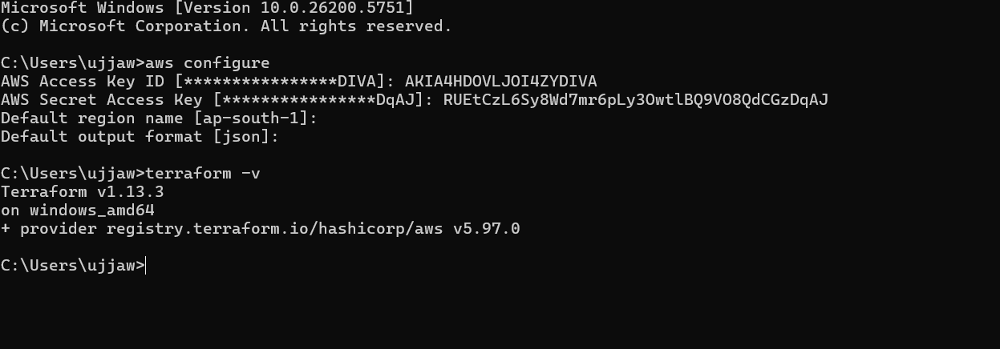 Microsoft Windows [Version 10.0.26200.5751]
(c) Microsoft Corporation. All rights reserved.
C:\Users\ujjaw>aws configure
AWS Access Key ID [****************DIVA]: AKIA4HDOVLJOI4ZYDIVA
AWS Secret Access Key [****************DqAJ]: 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
Default region name [ap-south-1]:
Default output format [json]:
C:\Users\ujjaw>terraform -v
Terraform v1.13.3
on windows_amd64
+ provider registry.terraform.io/hashicorp/aws v5.97.0
C:\Users\ujjaw>